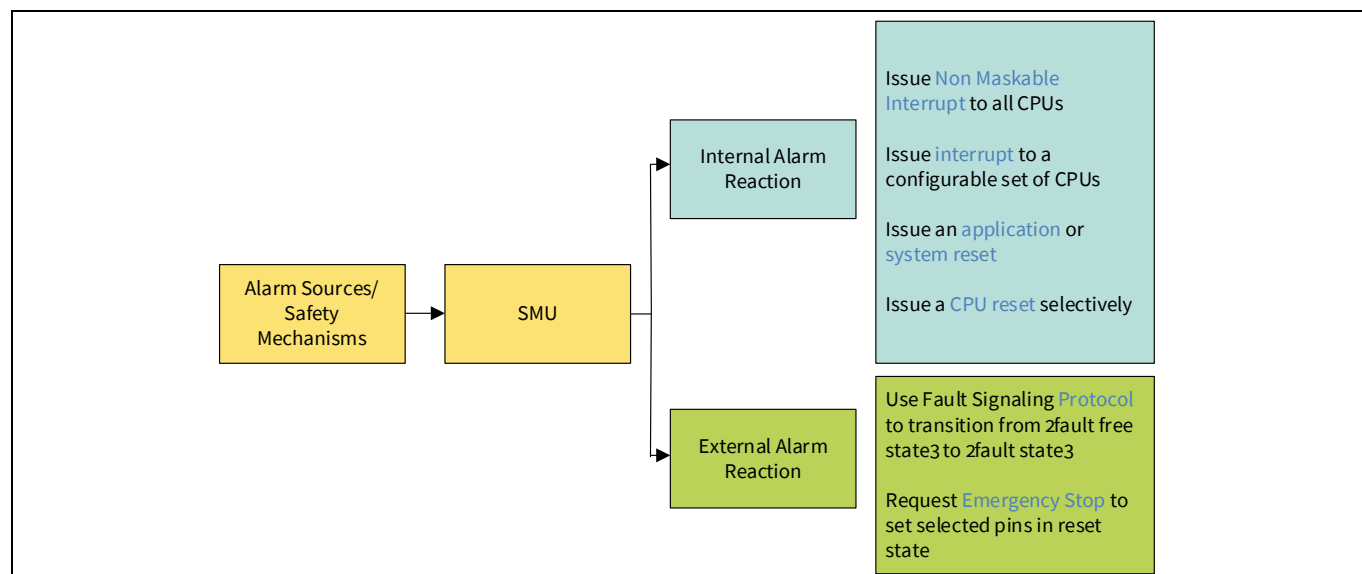 Alarm Sources/
Safety
Mechanisms
SMU
Internal Alarm
Reaction
Issue Non Maskable
Interrupt to all CPUs
Issue interrupt to a
configurable set of CPUs
Issue an application or
system reset
Issue a CPU reset selectively
External Alarm
Reaction
Use Fault Signaling Protocol
to transition from 2fault free
state3 to 2fault state3
Request Emergency Stop to
set selected pins in reset
state